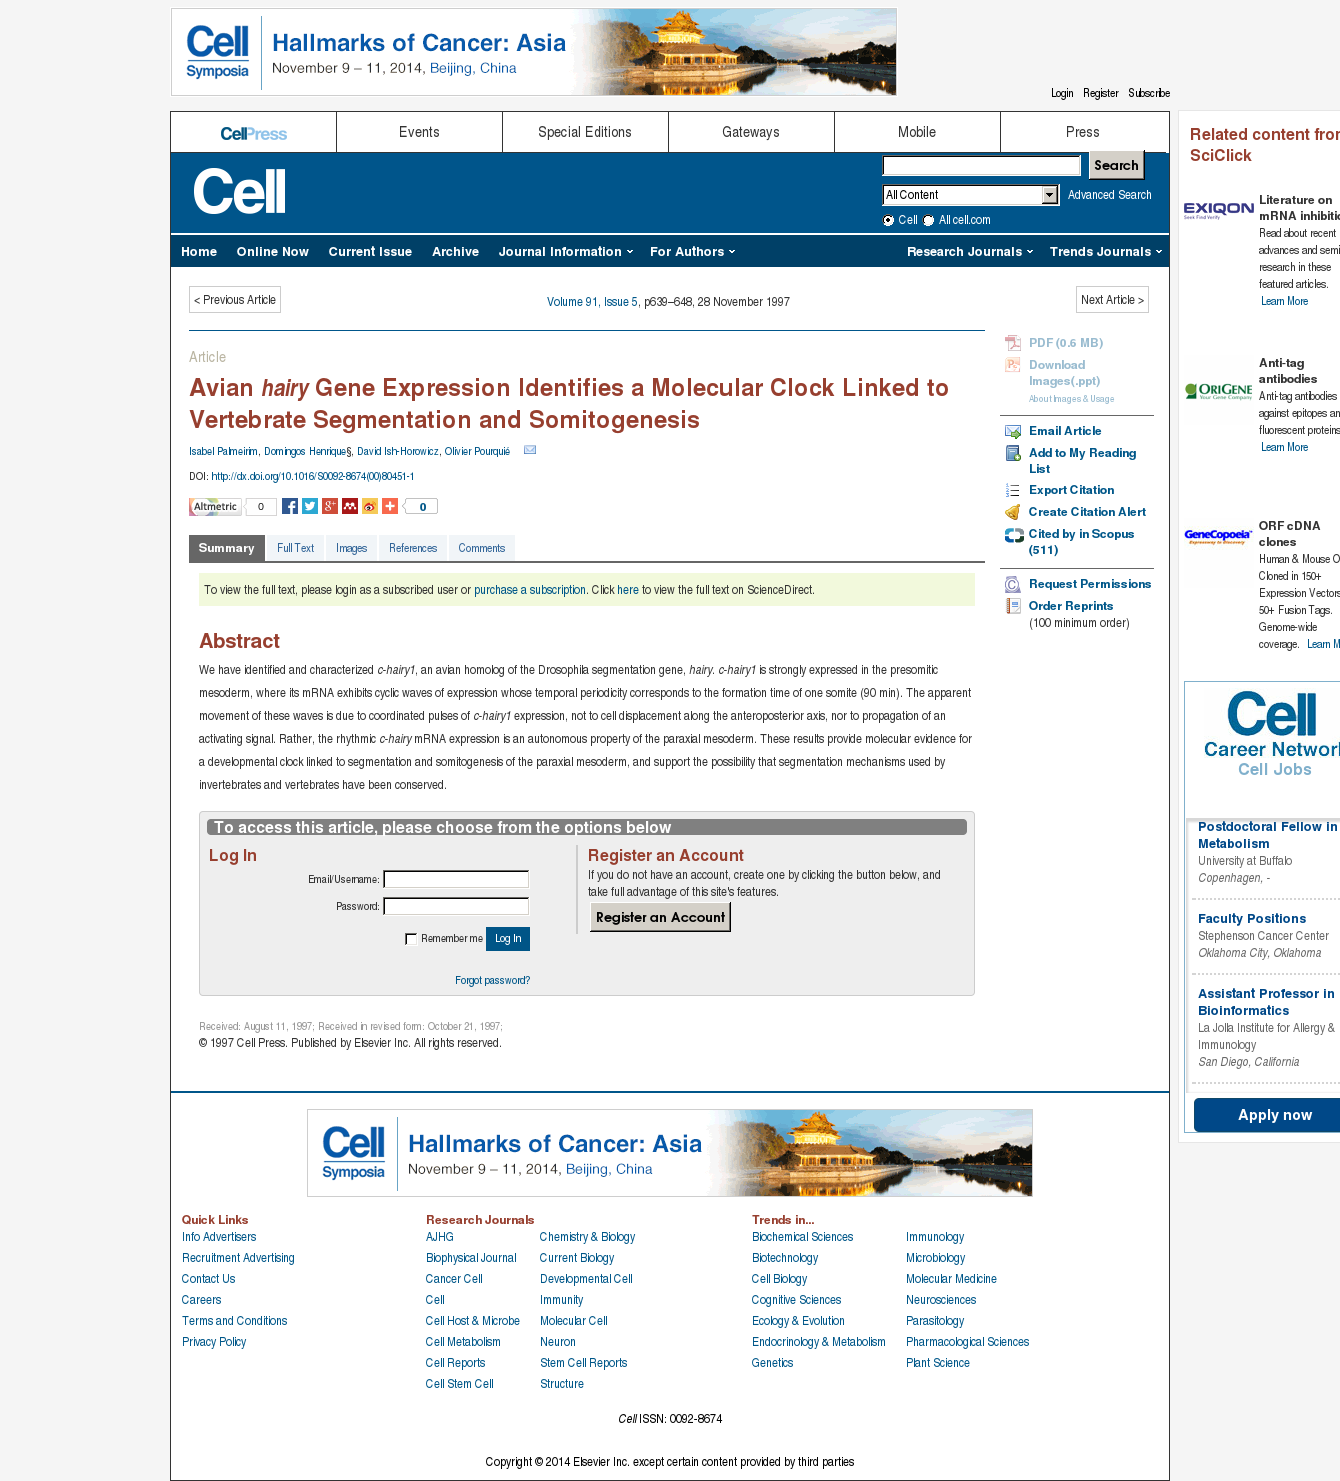 Cell
Symposia
Hallmarks of Cancer: Asia
November 9 – 11, 2014, Beijing, China
Login Register Subscribe
CellPress Events Special Editions Gateways Mobile Press
Cell
Search
All Content Advanced Search
Cell All cell.com
Home Online Now Current Issue Archive Journal Information For Authors Research Journals Trends Journals
< Previous Article Volume 91, Issue 5, p639–648, 28 November 1997 Next Article >
Article
Avian hairy Gene Expression Identifies a Molecular Clock Linked to
Vertebrate Segmentation and Somitogenesis
Isabel Palmeirim, Domingos Henrique§, David Ish-Horowicz, Olivier Pourquié
DOI: http://dx.doi.org/10.1016/S0092-8674(00)80451-1
Altmetric 0 0
Summary Full Text Images References Comments
To view the full text, please login as a subscribed user or purchase a subscription. Click here to view the full text on ScienceDirect.
Abstract
We have identified and characterized c-hairy1, an avian homolog of the Drosophila segmentation gene, hairy. c-hairy1 is strongly expressed in the presomitic
mesoderm, where its mRNA exhibits cyclic waves of expression whose temporal periodicity corresponds to the formation time of one somite (90 min). The apparent
movement of these waves is due to coordinated pulses of c-hairy1 expression, not to cell displacement along the anteroposterior axis, nor to propagation of an
activating signal. Rather, the rhythmic c-hairy mRNA expression is an autonomous property of the paraxial mesoderm. These results provide molecular evidence for
a developmental clock linked to segmentation and somitogenesis of the paraxial mesoderm, and support the possibility that segmentation mechanisms used by
invertebrates and vertebrates have been conserved.
To access this article, please choose from the options below
Log In
Email/Username:
Password:
Remember me Log In
Forgot password?
Register an Account
If you do not have an account, create one by clicking the button below, and
take full advantage of this site's features.
Register an Account
Received: August 11, 1997; Received in revised form: October 21, 1997;
© 1997 Cell Press. Published by Elsevier Inc. All rights reserved.
PDF (0.6 MB)
Download
Images(.ppt)
About Images & Usage
Email Article
Add to My Reading
List
Export Citation
Create Citation Alert
Cited by in Scopus
(511)
Request Permissions
Order Reprints
(100 minimum order)
Related content from
SciClick
EXIQON
Seek Find Verify
Literature on
mRNA inhibitio
Read about recent
advances and semi
research in these
featured articles.
Learn More
ORIGENE
Your Gene Company
Anti-tag
antibodies
Anti-tag antibodies
against epitopes an
fluorescent proteins
Learn More
GeneCopoeia
Expressway to Discovery
ORF cDNA
clones
Human & Mouse O
Cloned in 150+
Expression Vectors
50+ Fusion Tags.
Genome-wide
coverage. Learn M
Cell
Career Network
Cell Jobs
Postdoctoral Fellow in
Metabolism
University at Buffalo
Copenhagen, -
Faculty Positions
Stephenson Cancer Center
Oklahoma City, Oklahoma
Assistant Professor in
Bioinformatics
La Jolla Institute for Allergy &
Immunology
San Diego, California
Apply now
Cell
Symposia
Hallmarks of Cancer: Asia
November 9 – 11, 2014, Beijing, China
Quick Links
Info Advertisers
Recruitment Advertising
Contact Us
Careers
Terms and Conditions
Privacy Policy
Research Journals
AJHG Chemistry & Biology
Biophysical Journal Current Biology
Cancer Cell Developmental Cell
Cell Immunity
Cell Host & Microbe Molecular Cell
Cell Metabolism Neuron
Cell Reports Stem Cell Reports
Cell Stem Cell Structure
Trends in...
Biochemical Sciences Immunology
Biotechnology Microbiology
Cell Biology Molecular Medicine
Cognitive Sciences Neurosciences
Ecology & Evolution Parasitology
Endocrinology & Metabolism Pharmacological Sciences
Genetics Plant Science
Cell ISSN: 0092-8674
Copyright © 2014 Elsevier Inc. except certain content provided by third parties